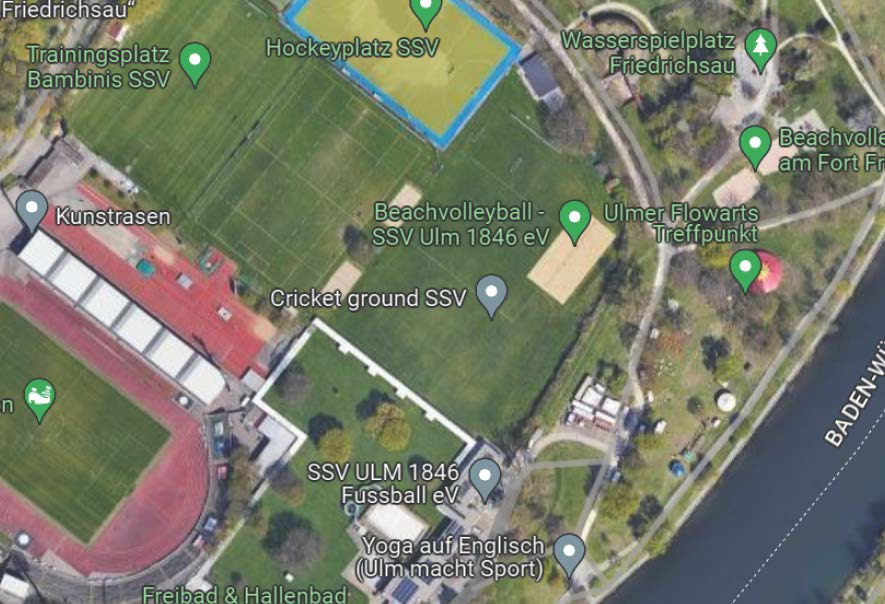 Friedrichsau“
Trainingsplatz
Bambinis SSV
Hockeyplatz SSV
Wasserspielplatz
Friedrichsau
Beachvolle
am Fort Fr
Kunstrasen
Beachvolleyball -
SSV Ulm 1846 eV
Ulmer Flowarts
Treffpunkt
Cricket ground SSV
on
BADEN-WÜ
SSV ULM 1846
Fussball eV
Yoga auf Englisch
(Ulm macht Sport)
Freibad & Hallenbad